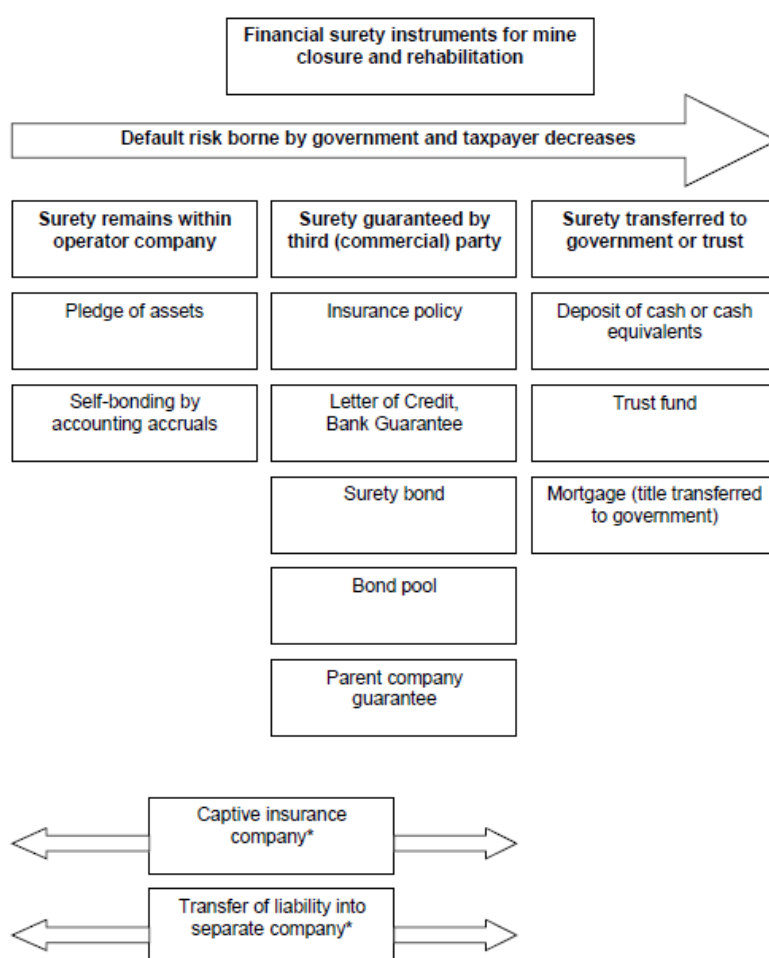 Financial surety instruments for mine
closure and rehabilitation
Default risk borne by government and taxpayer decreases
Surety remains within
operator company
Surety guaranteed by
third (commercial) party
Surety transferred to
government or trust
Pledge of assets
Insurance policy
Deposit of cash or cash
equivalents
Self-bonding by
accounting accruals
Letter of Credit,
Bank Guarantee
Trust fund
Surety bond
Mortgage (title transferred
to government)
Bond pool
Parent company
guarantee
Captive insurance
company*
Transfer of liability into
separate company*